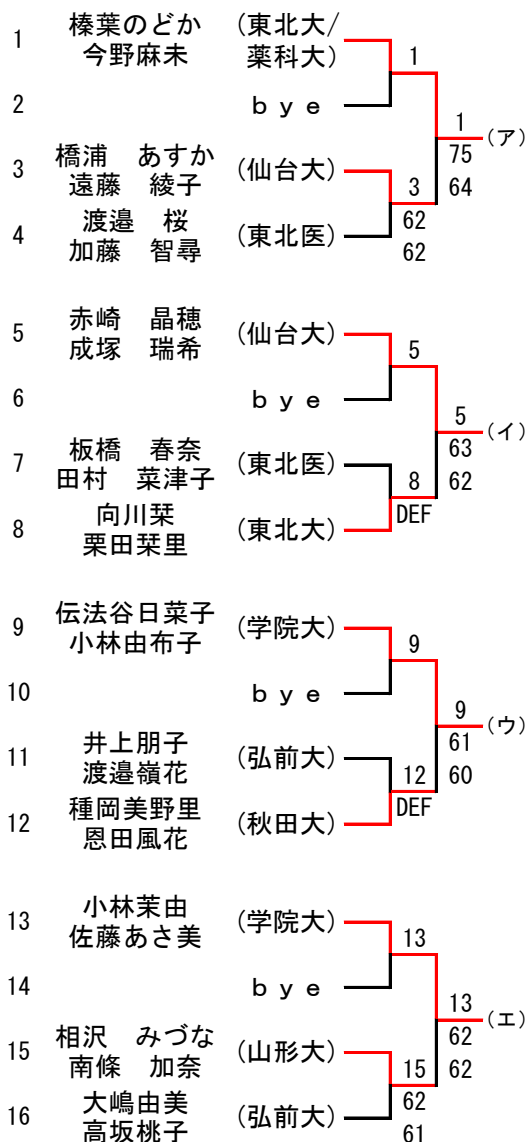 1 榛葉のどか (東北大/
今野麻未 薬科大)
1
2 ｂｙｅ
1 (ア)
75
64
3 橋浦　あすか (仙台大)
遠藤　綾子
3
62
62
4 渡邉　桜 (東北医)
加藤　智尋
5 赤崎　晶穂 (仙台大)
成塚　瑞希
5
6 ｂｙｅ
5 (イ)
63
62
7 板橋　春奈 (東北医)
田村　菜津子
8
DEF
8 向川栞 (東北大)
栗田栞里
9 伝法谷日菜子 (学院大)
小林由布子
9
10 ｂｙｅ
9 (ウ)
61
60
11 井上朋子 (弘前大)
渡邉嶺花
12
DEF
12 種岡美野里 (秋田大)
恩田風花
13 小林茉由 (学院大)
佐藤あさ美
13
14 ｂｙｅ
13 (エ)
62
62
15 相沢　みづな (山形大)
南條　加奈
15
62
61
16 大嶋由美 (弘前大)
高坂桃子